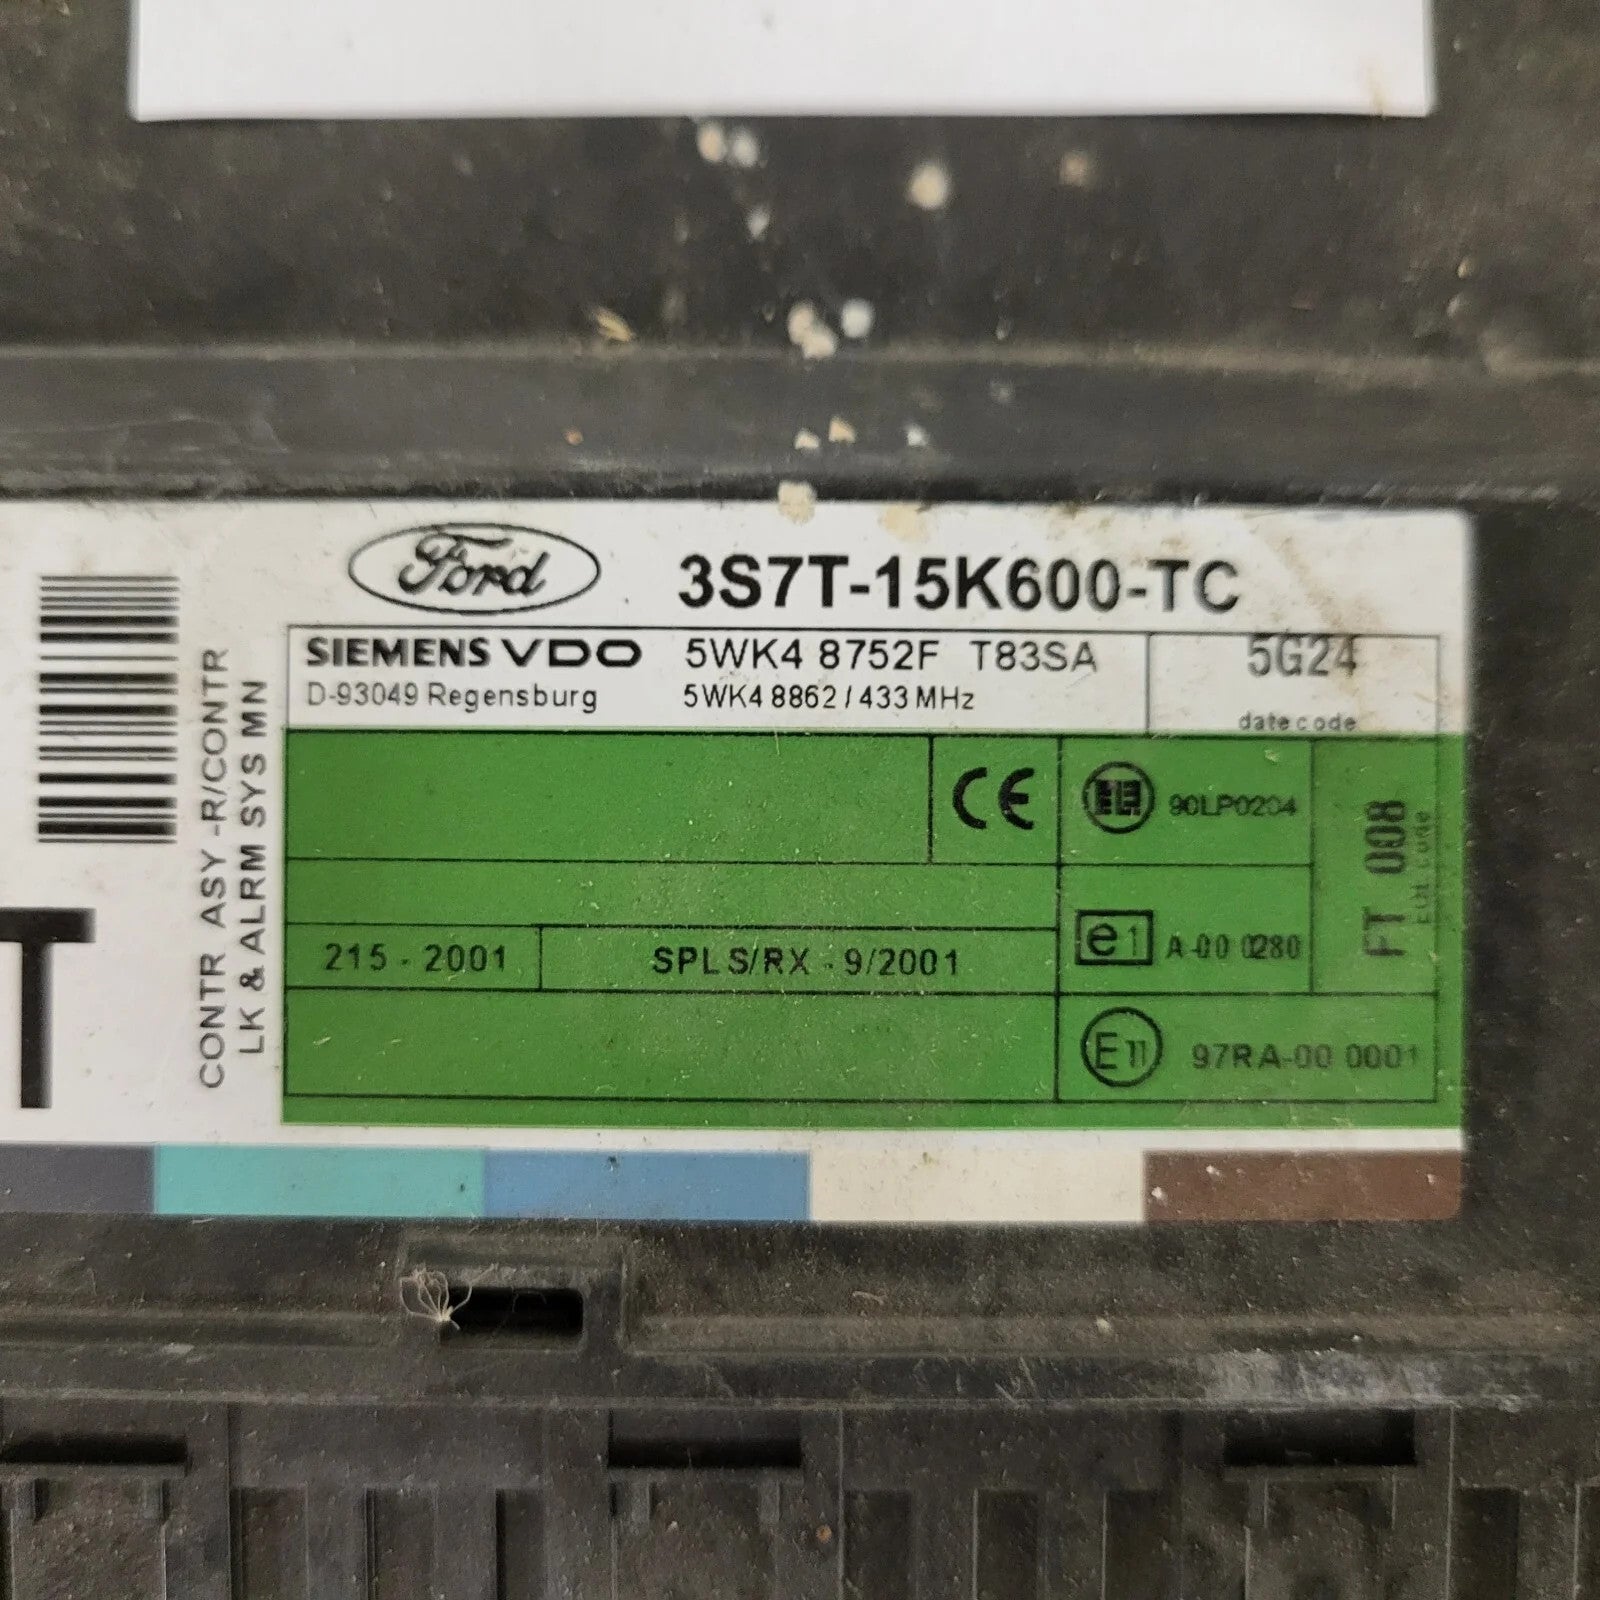 Ford
3S7T-15K600-TC
SIEMENS VDO
5WK4 8752F T83SA
5G24
D-93049 Regensburg
5WK4 8862 / 433 MHz
date code
CONTR ASY -R/CONTR
LK & ALRM SYS MN
T
CE
90LP0204
FT 008
215 - 2001
SPL S/RX - 9/2001
e1
A-00 0280
E11
97RA-00 0001